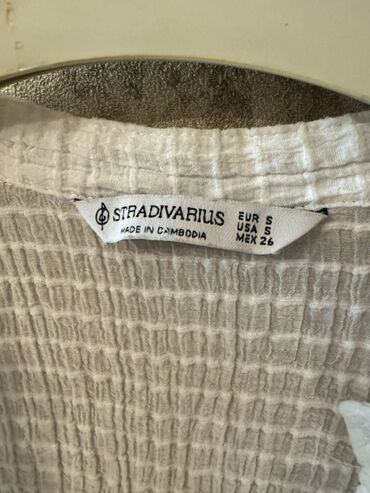 STRADIVARIUS
MADE IN CAMBODIA
EUR S
USA S
MEX 26